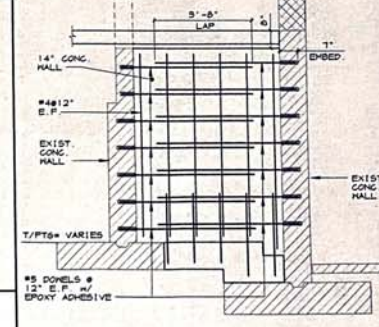 3'-8"
LAP
6"
7"
EMBED.
14" CONC.
WALL
#4@12"
E.F.
EXIST.
CONC.
WALL
EXIST
CONC.
WALL
T/FTG= VARIES
#5 DOWELS @
12" E.F. W/
EPOXY ADHESIVE